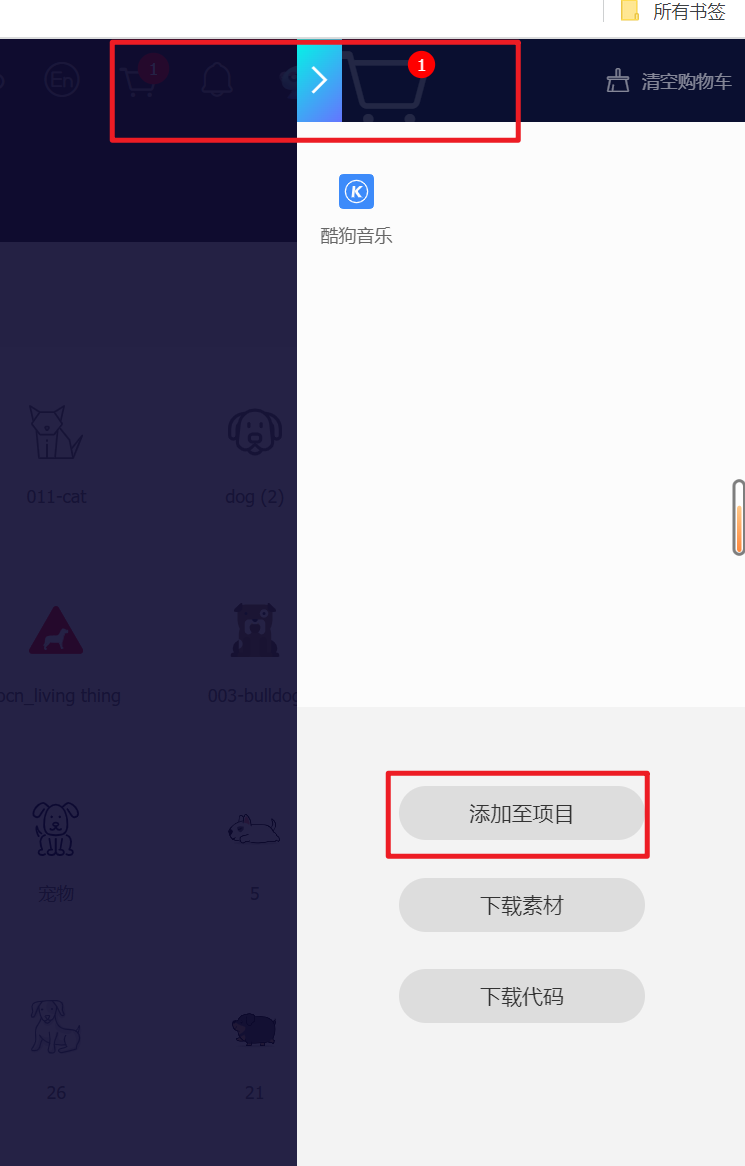 所有书签
En
1
1
清空购物车
酷狗音乐
011-cat
dog (2)
ocn_living thing
003-bulldog
添加至项目
宠物
5
下载素材
下载代码
26
21